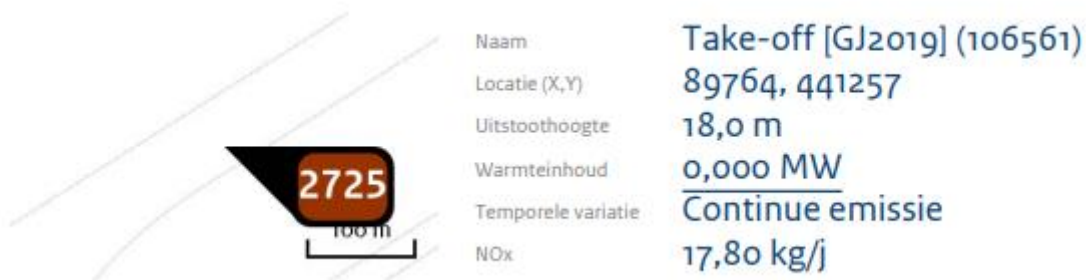 Naam Take-off [GJ2019] (106561)
Locatie (X,Y) 89764, 441257
Uitstoothoogte 18,0 m
Warmteinhoud 0,000 MW
2725
Temporele variatie Continue emissie
100 m
NOx 17,80 kg/j